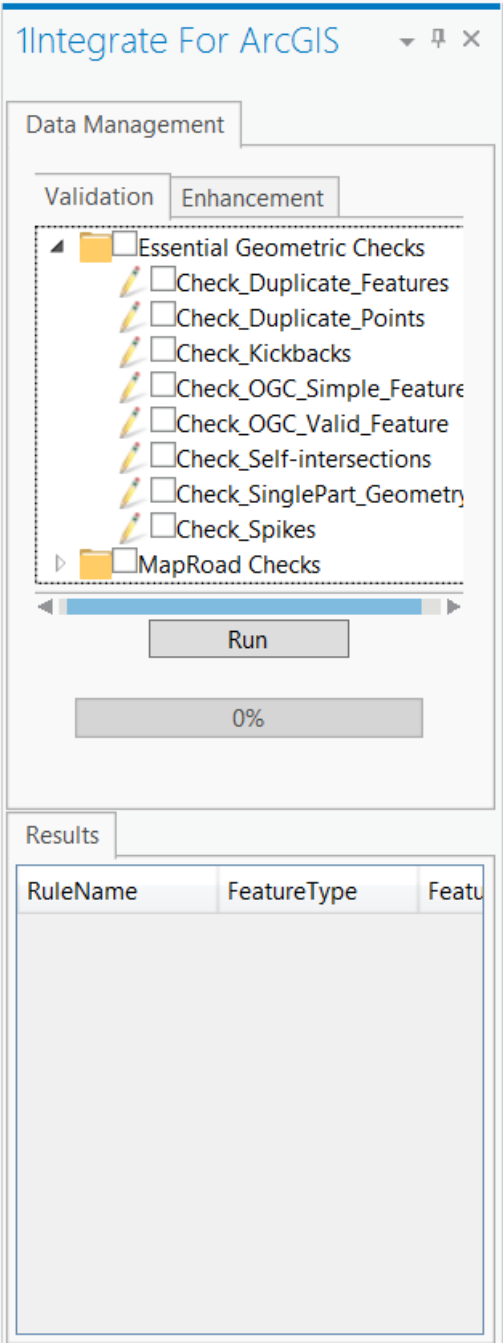 1Integrate For ArcGIS
Data Management
Validation Enhancement
Essential Geometric Checks
Check_Duplicate_Features
Check_Duplicate_Points
Check_Kickbacks
Check_OGC_Simple_Feature
Check_OGC_Valid_Feature
Check_Self-intersections
Check_SinglePart_Geometry
Check_Spikes
MapRoad Checks
Run
0%
Results
RuleName FeatureType Featu